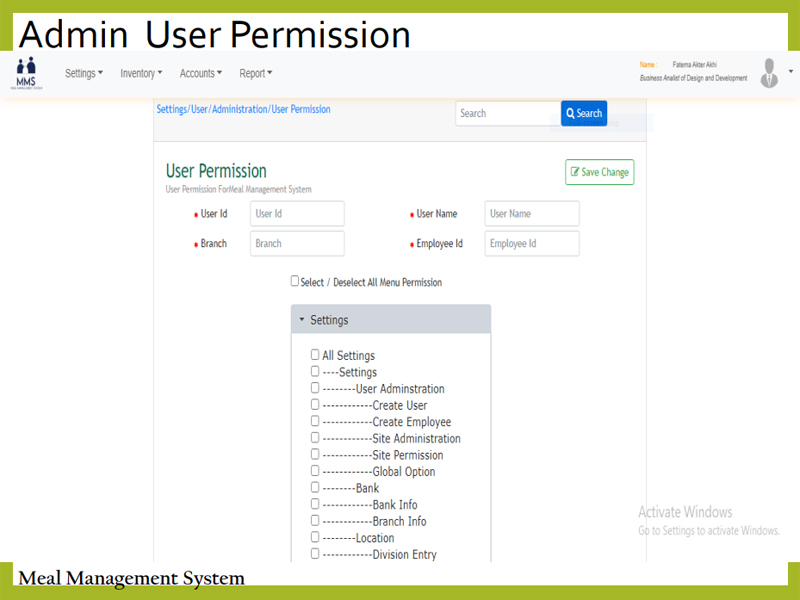 Admin User Permission
MMS
Settings Inventory Accounts Report
Name : Fatema Akter Akhi
Business Analist of Design and Development
Settings/User/Administration/User Permission
Search Search
User Permission
Save Change
User Permission ForMeal Management System
User Id User Id User Name User Name
Branch Branch Employee Id Employee Id
Select / Deselect All Menu Permission
Settings
All Settings
----Settings
--------User Adminstration
------------Create User
------------Create Employee
------------Site Administration
------------Site Permission
------------Global Option
--------Bank
------------Bank Info
------------Branch Info
--------Location
------------Division Entry
Activate Windows
Go to Settings to activate Windows.
Meal Management System